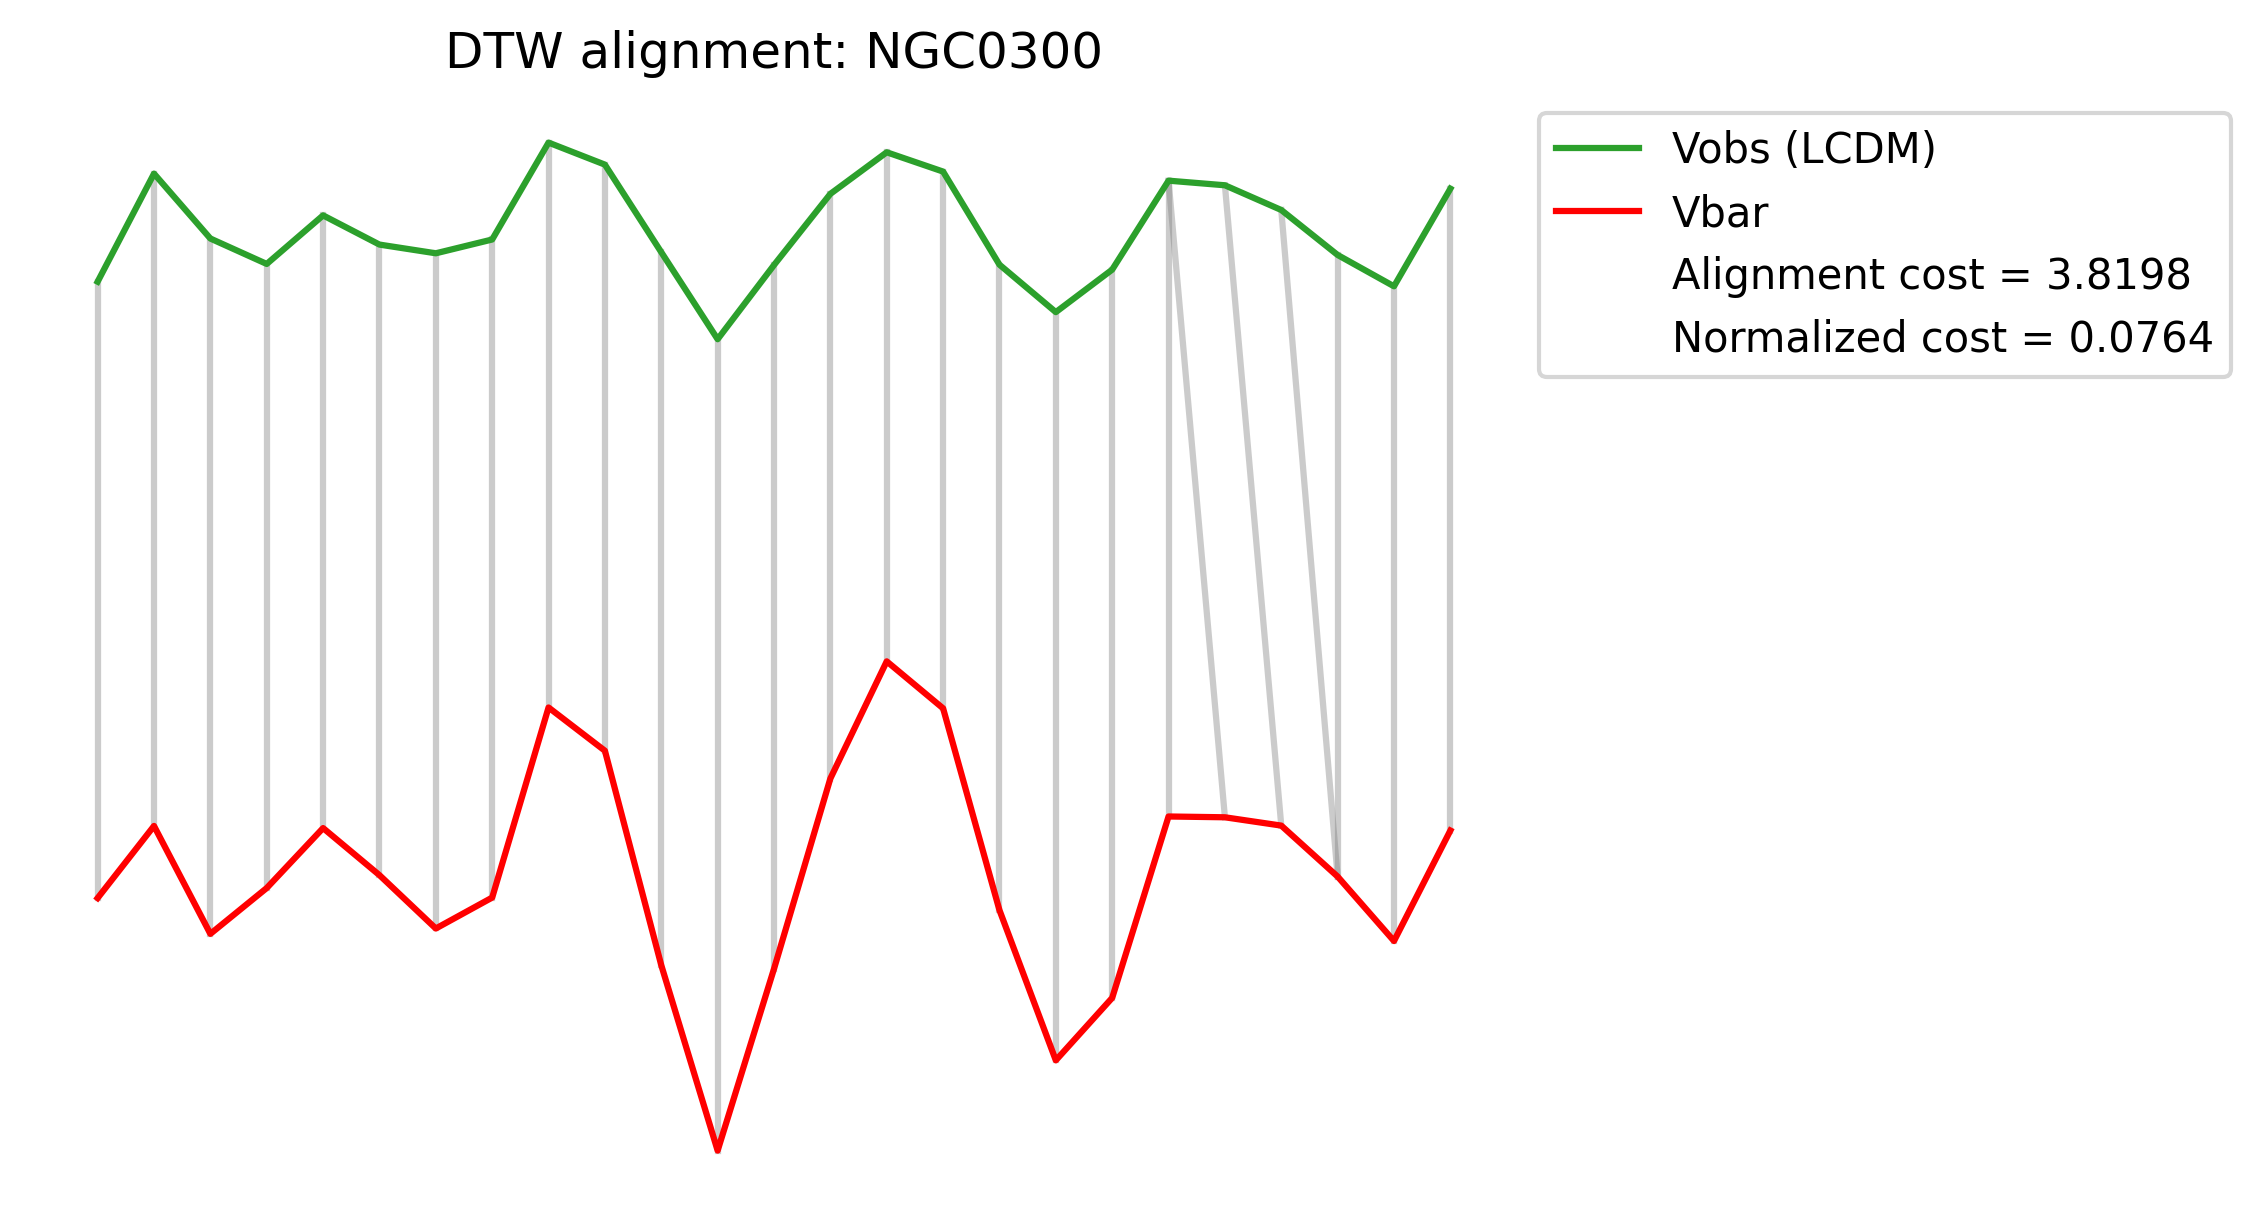 DTW alignment: NGC0300
Vobs (LCDM)
Vbar
Alignment cost = 3.8198
Normalized cost = 0.0764